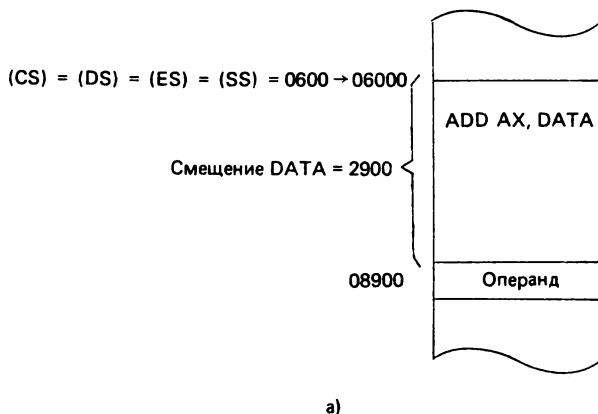 (CS) = (DS) = (ES) = (SS) = 0600 → 06000
ADD AX, DATA
Смещение DATA = 2900
08900
Операнд
а)